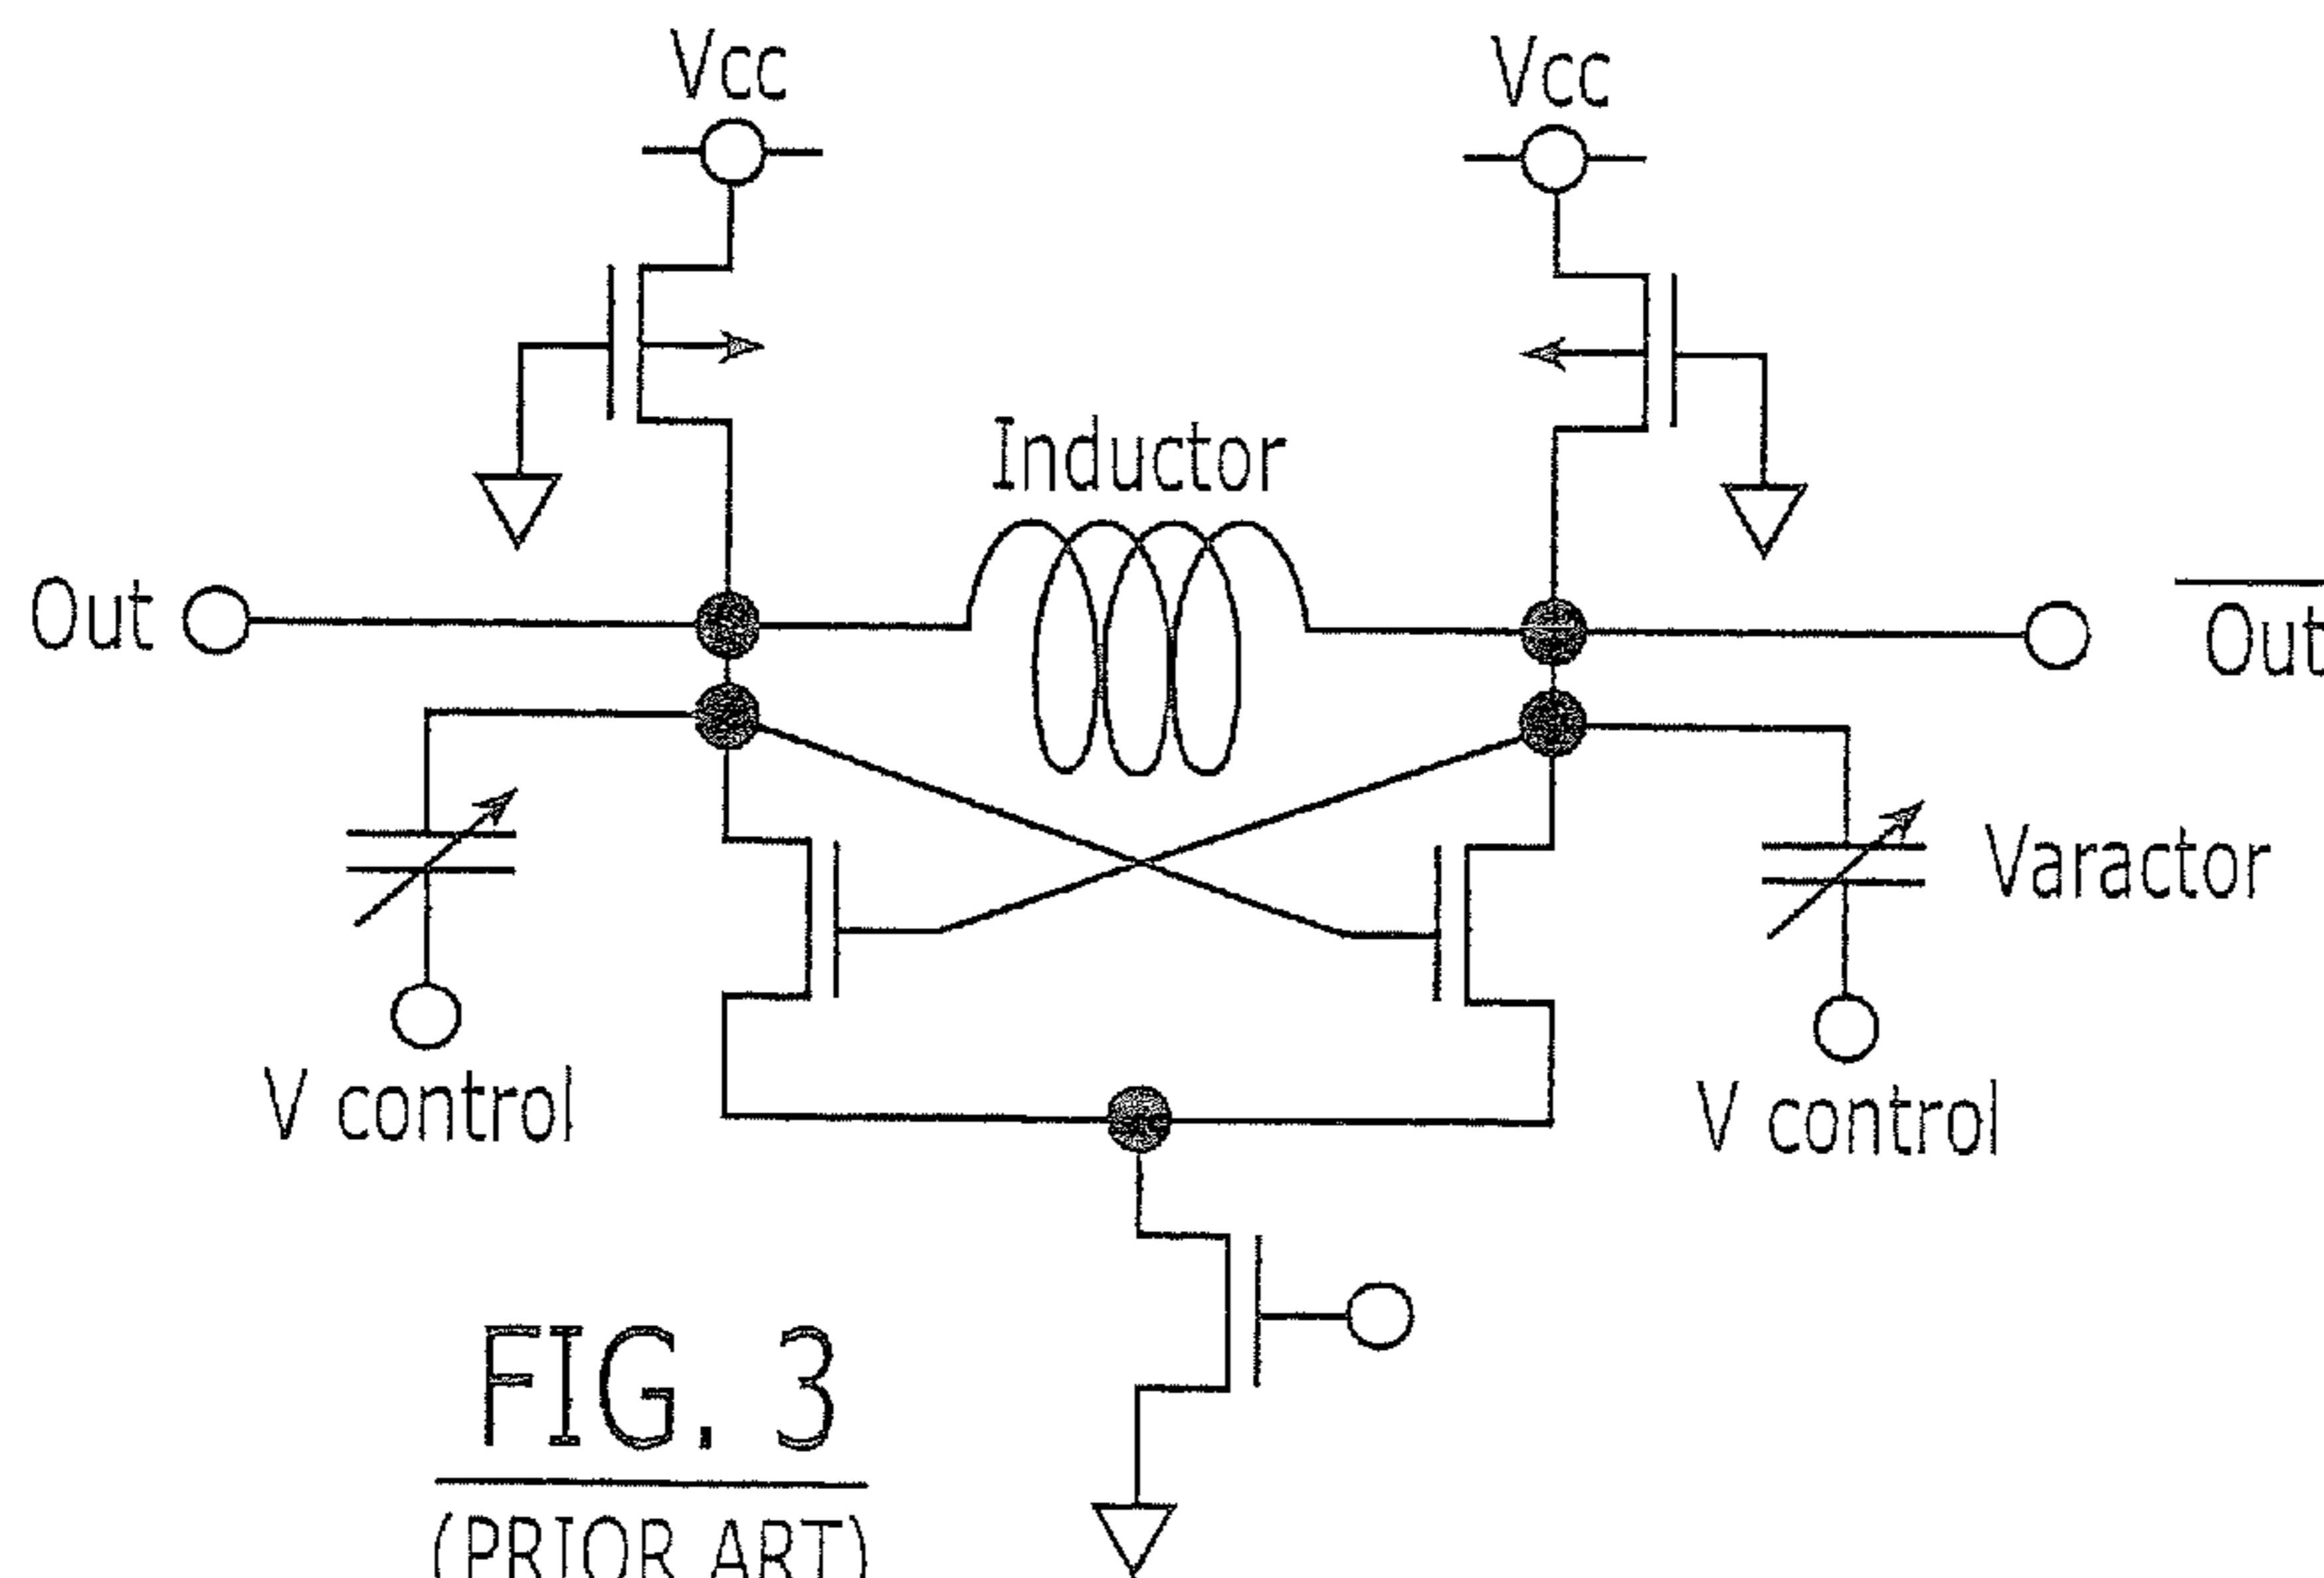 Vcc
Vcc
Inductor
Out
Out
Varactor
V control
V control
FIG. 3
(PRIOR ART)